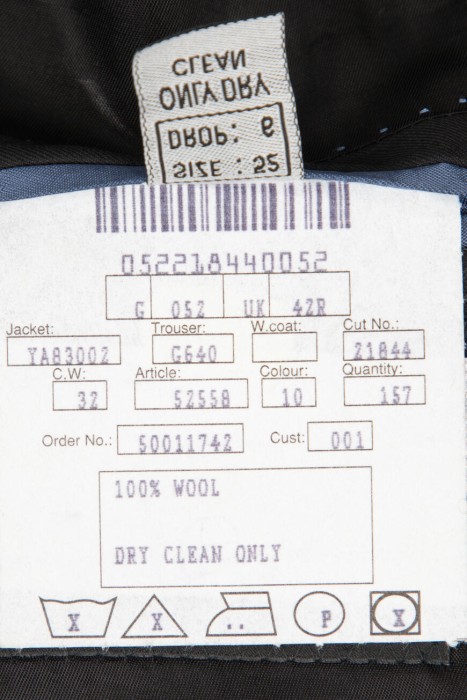 SIZE : 52
DROP: 6
ONLY DRY
CLEAN
052218440052
G 052 UK 42R
Jacket: Trouser: W.coat: Cut No.:
YA83002 G640 21844
C.W: Article: Colour: Quantity:
32 52558 10 157
Order No.: 50011742 Cust: 001
100% WOOL
DRY CLEAN ONLY
X X P X